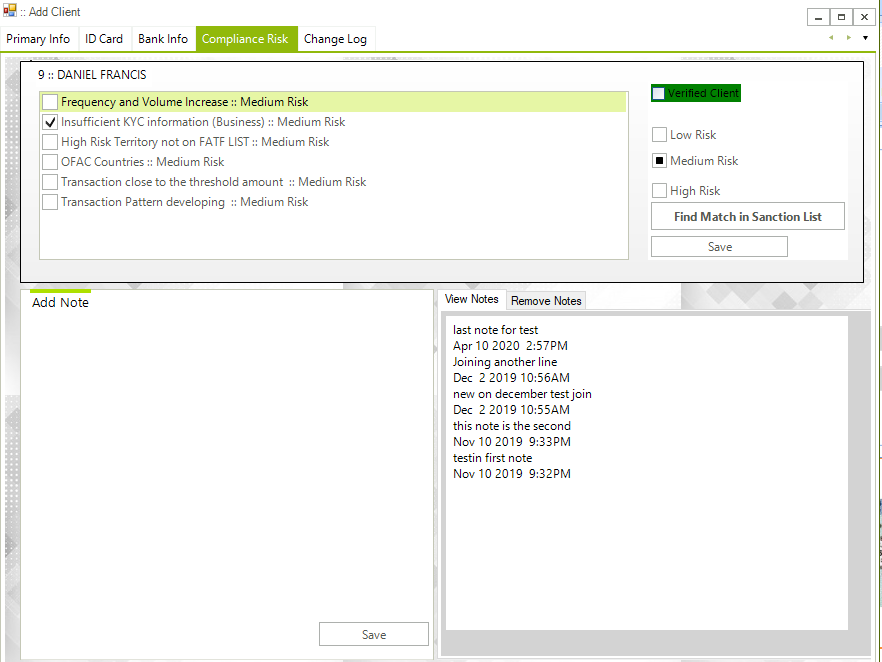 :: Add Client
Primary Info ID Card Bank Info Compliance Risk Change Log
9 :: DANIEL FRANCIS
Frequency and Volume Increase :: Medium Risk
Insufficient KYC information (Business) :: Medium Risk
High Risk Territory not on FATF LIST :: Medium Risk
OFAC Countries :: Medium Risk
Transaction close to the threshold amount :: Medium Risk
Transaction Pattern developing :: Medium Risk
Verified Client
Low Risk
Medium Risk
High Risk
Find Match in Sanction List
Save
Add Note
Save
View Notes Remove Notes
last note for test
Apr 10 2020 2:57PM
Joining another line
Dec 2 2019 10:56AM
new on december test join
Dec 2 2019 10:55AM
this note is the second
Nov 10 2019 9:33PM
testin first note
Nov 10 2019 9:32PM